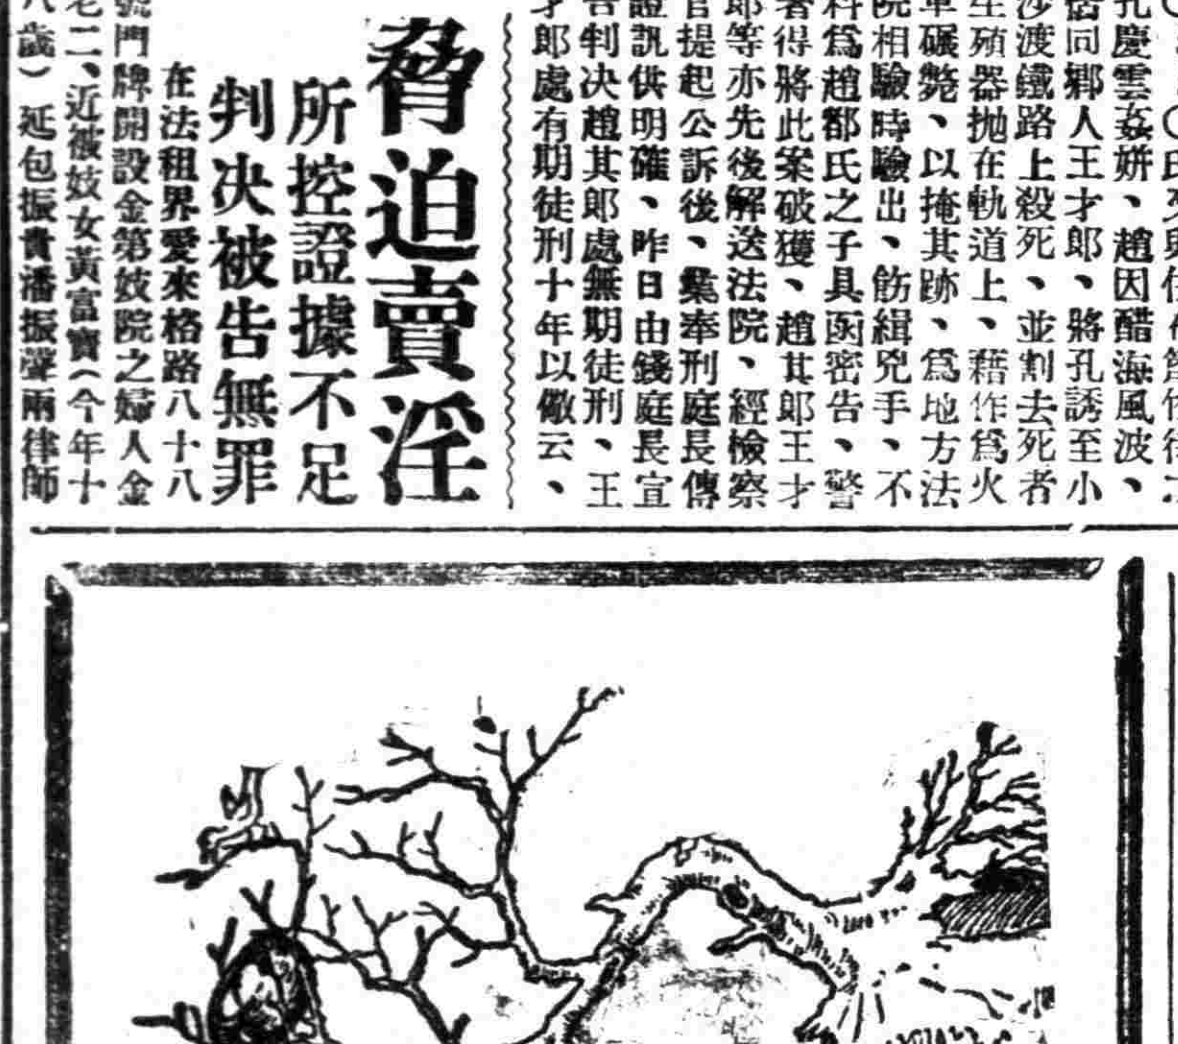 孔慶雲姦姘、趙因醋海風波、
居同鄉人王才郎、將孔誘至小
沙渡鐵路上殺死、並割去死者
生殖器抛在軌道上、藉作爲火
車碾斃、以掩其跡、爲地方法
院相驗時驗出、飭緝兇手、不
料爲趙都氏之子具函密告、警
署得將此案破獲、趙其郎王才
郎等亦先後解送法院、經檢察
官提起公訴後、業奉刑庭長傳
證訊供明確、昨日由錢庭長宣
告判决趙其郎處無期徒刑、王
才郎處有期徒刑十年以儆云、
脅迫賣淫
所控證據不足
判决被告無罪
在法租界愛來格路八十八
號門牌開設金第妓院之婦人金
老二、近被妓女黃富寶（今年十
八歲）延包振貴潘振聲兩律師